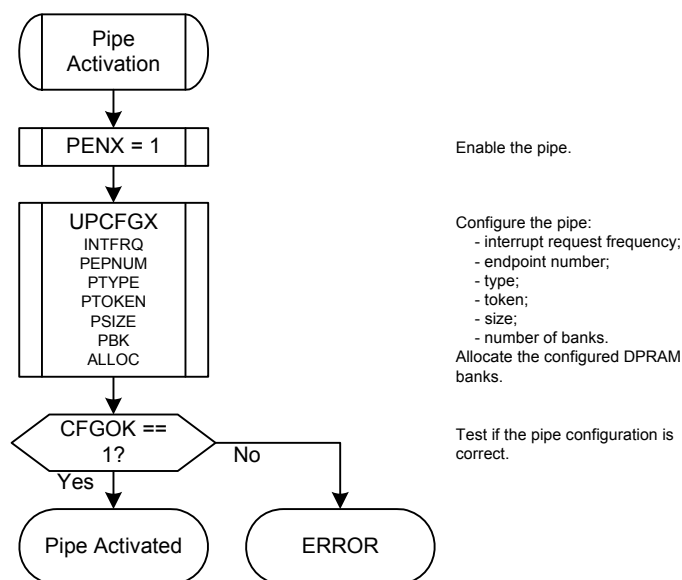 Pipe
Activation
PENX = 1
Enable the pipe.
UPCFGX
INTFRQ
PEPNUM
PTYPE
PTOKEN
PSIZE
PBK
ALLOC
Configure the pipe:
- interrupt request frequency;
- endpoint number;
- type;
- token;
- size;
- number of banks.
Allocate the configured DPRAM
banks.
CFGOK ==
1?
Test if the pipe configuration is
correct.
No
Yes
Pipe Activated
ERROR